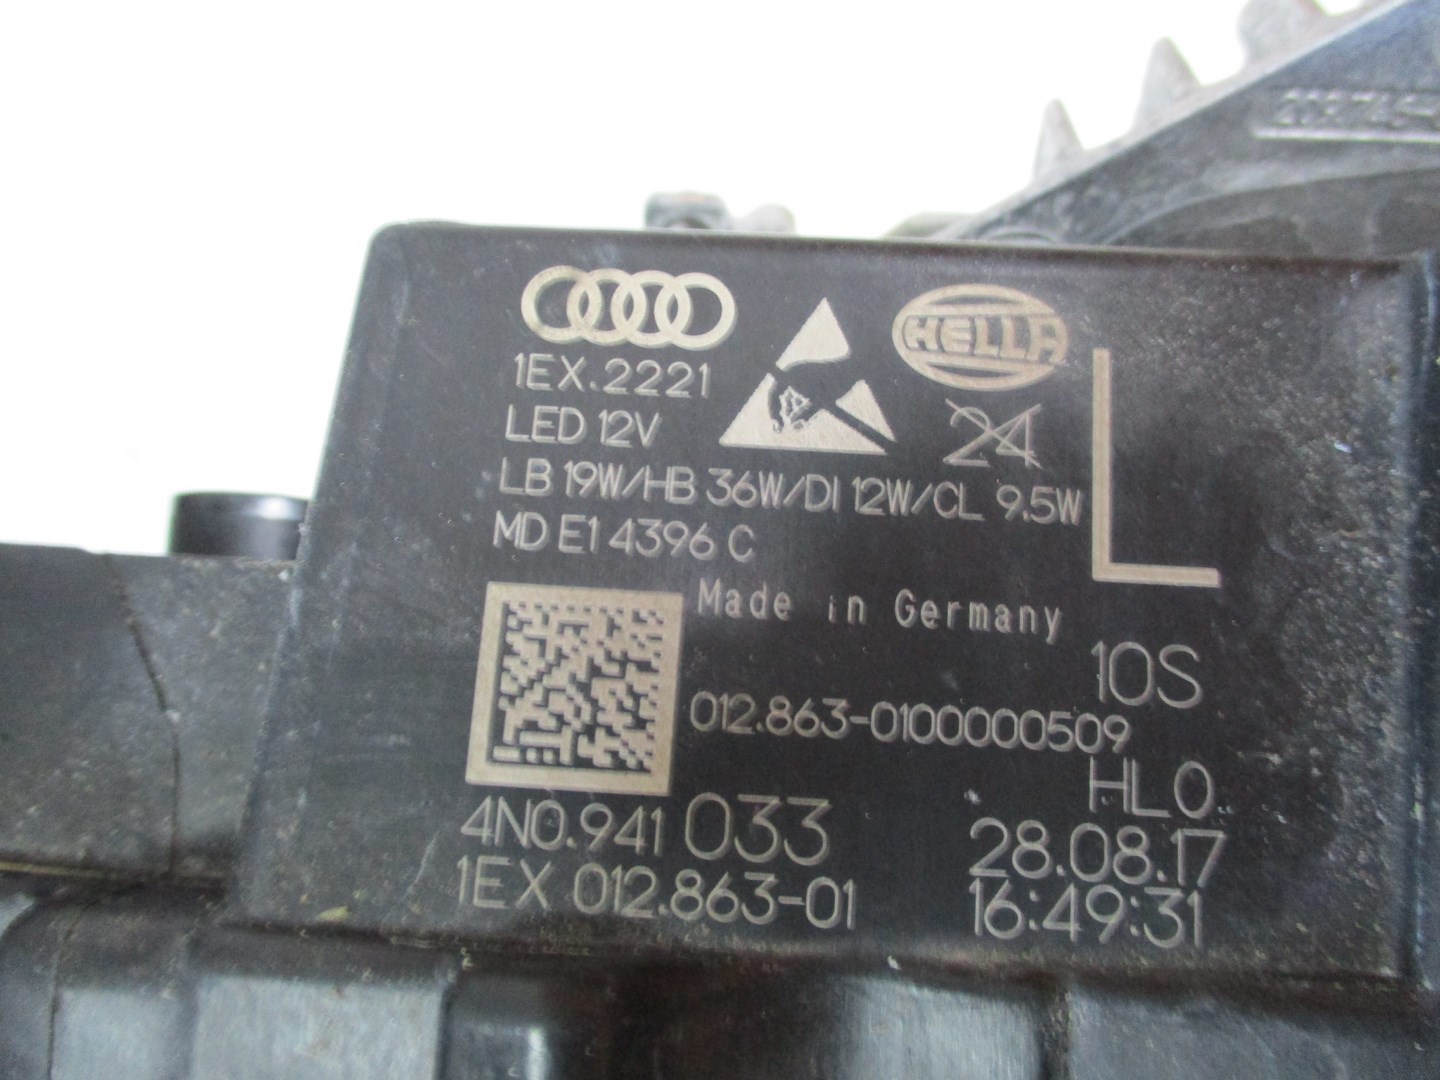 HELLA
1EX.2221
24
LED 12V
LB 19W/HB 36W/DI 12W/CL 9.5W
MD E1 4396 C
L
Made in Germany
10S
012.863-0100000509
HL0
4N0.941 033
28.08.17
1EX 012.863-01
16:49:31